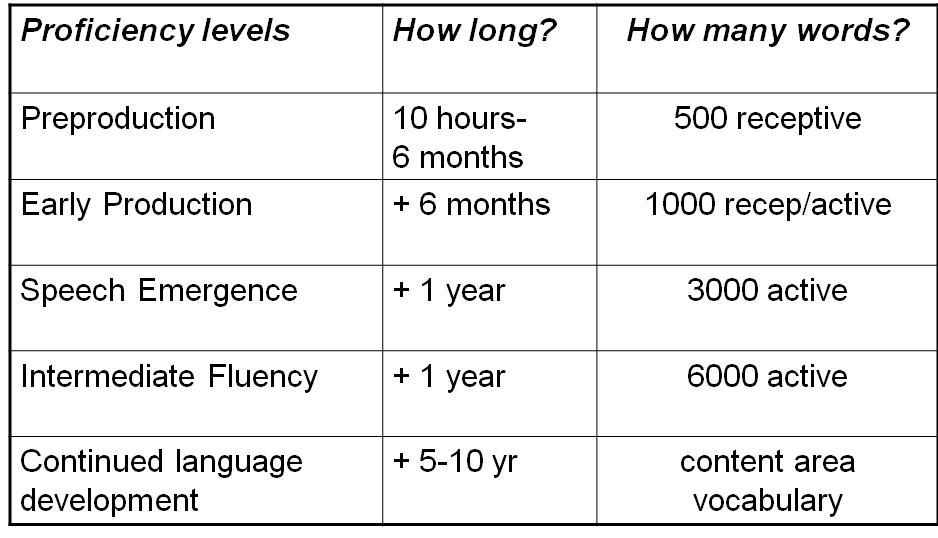 Proficiency levels How long? How many words?
Preproduction 10 hours- 500 receptive
6 months
Early Production + 6 months 1000 recep/active
Speech Emergence + 1 year 3000 active
Intermediate Fluency + 1 year 6000 active
Continued language + 5-10 yr content area
development vocabulary